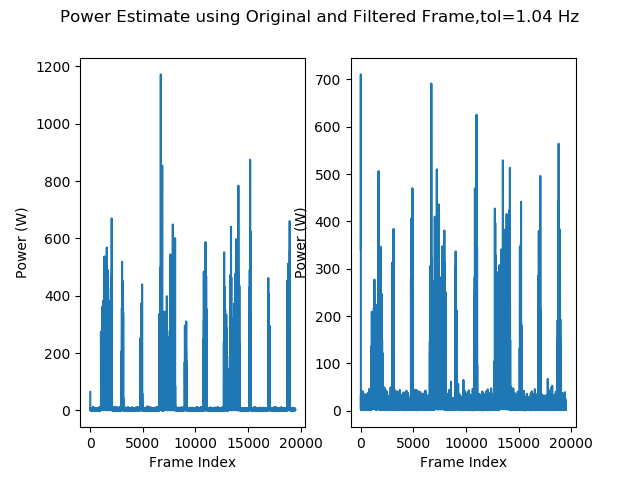 Power Estimate using Original and Filtered Frame,tol=1.04 Hz
1200
1000
800
600
400
200
0
Power (W)
0 5000 10000 15000 20000
Frame Index
700
600
500
400
300
200
100
0
Power (W)
0 5000 10000 15000 20000
Frame Index